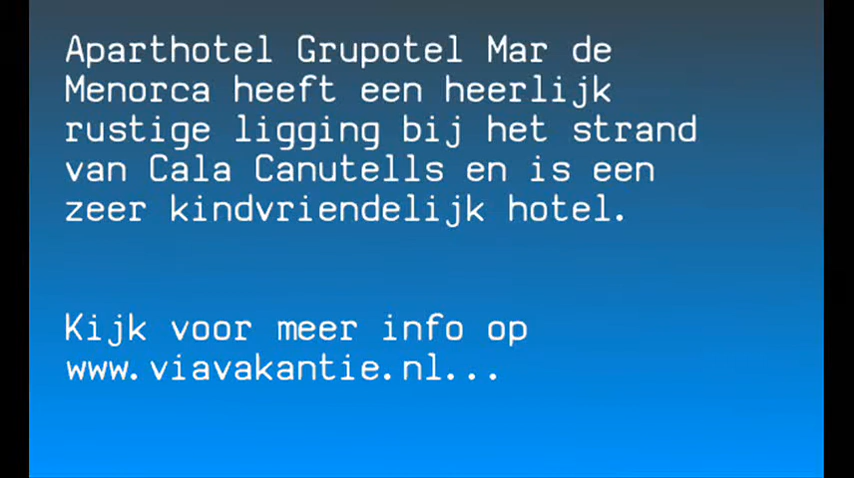 Aparthotel Grupotel Mar de
Menorca heeft een heerlijk
rustige ligging bij het strand
van Cala Canutells en is een
zeer kindvriendelijk hotel.
Kijk voor meer info op
www.viavakantie.nl...